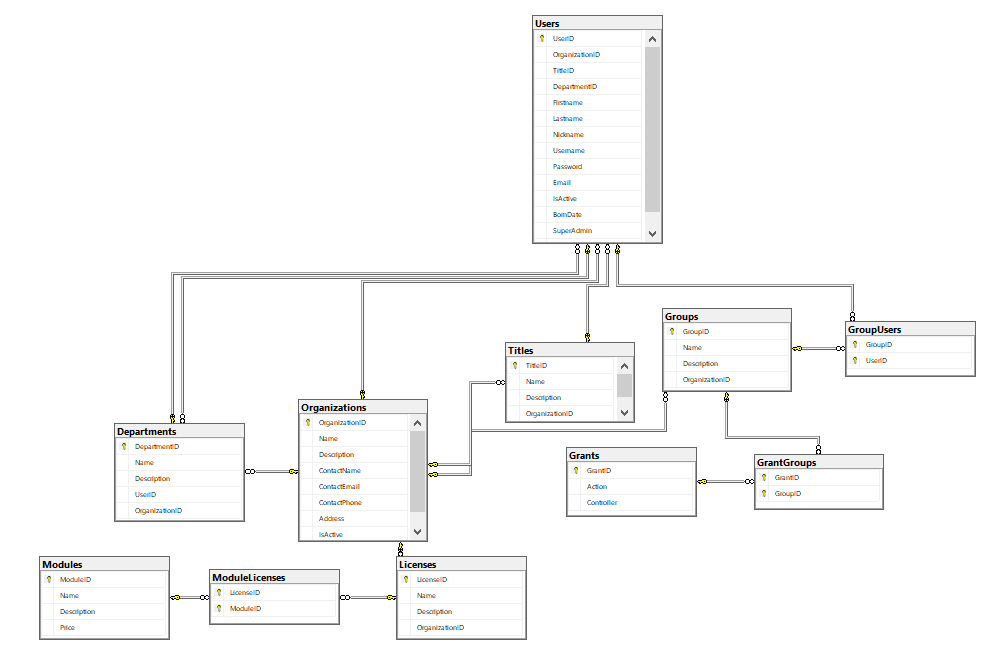 Users
UserID
OrganizationID
TitleID
DepartmentID
Firstname
Lastname
Nickname
Username
Password
Email
IsActive
BornDate
SuperAdmin
Groups
GroupID
Name
Description
OrganizationID
GroupUsers
GroupID
UserID
Titles
TitleID
Name
Description
OrganizationID
Organizations
OrganizationID
Name
Description
ContactName
ContactEmail
ContactPhone
Address
IsActive
Departments
DepartmentID
Name
Description
UserID
OrganizationID
Grants
GrantID
Action
Controller
GrantGroups
GrantID
GroupID
Modules
ModuleID
Name
Description
Price
ModuleLicenses
LicenseID
ModuleID
Licenses
LicenseID
Name
Description
OrganizationID